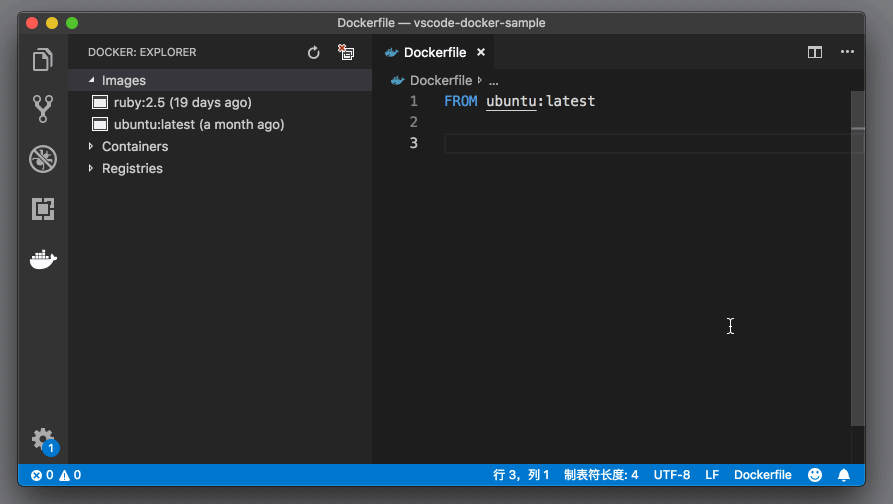 Dockerfile — vscode-docker-sample
DOCKER: EXPLORER
Images
ruby:2.5 (19 days ago)
ubuntu:latest (a month ago)
Containers
Registries
Dockerfile ×
Dockerfile ...
1 FROM ubuntu:latest
2
3
1
0 0 行 3，列 1 制表符长度: 4 UTF-8 LF Dockerfile